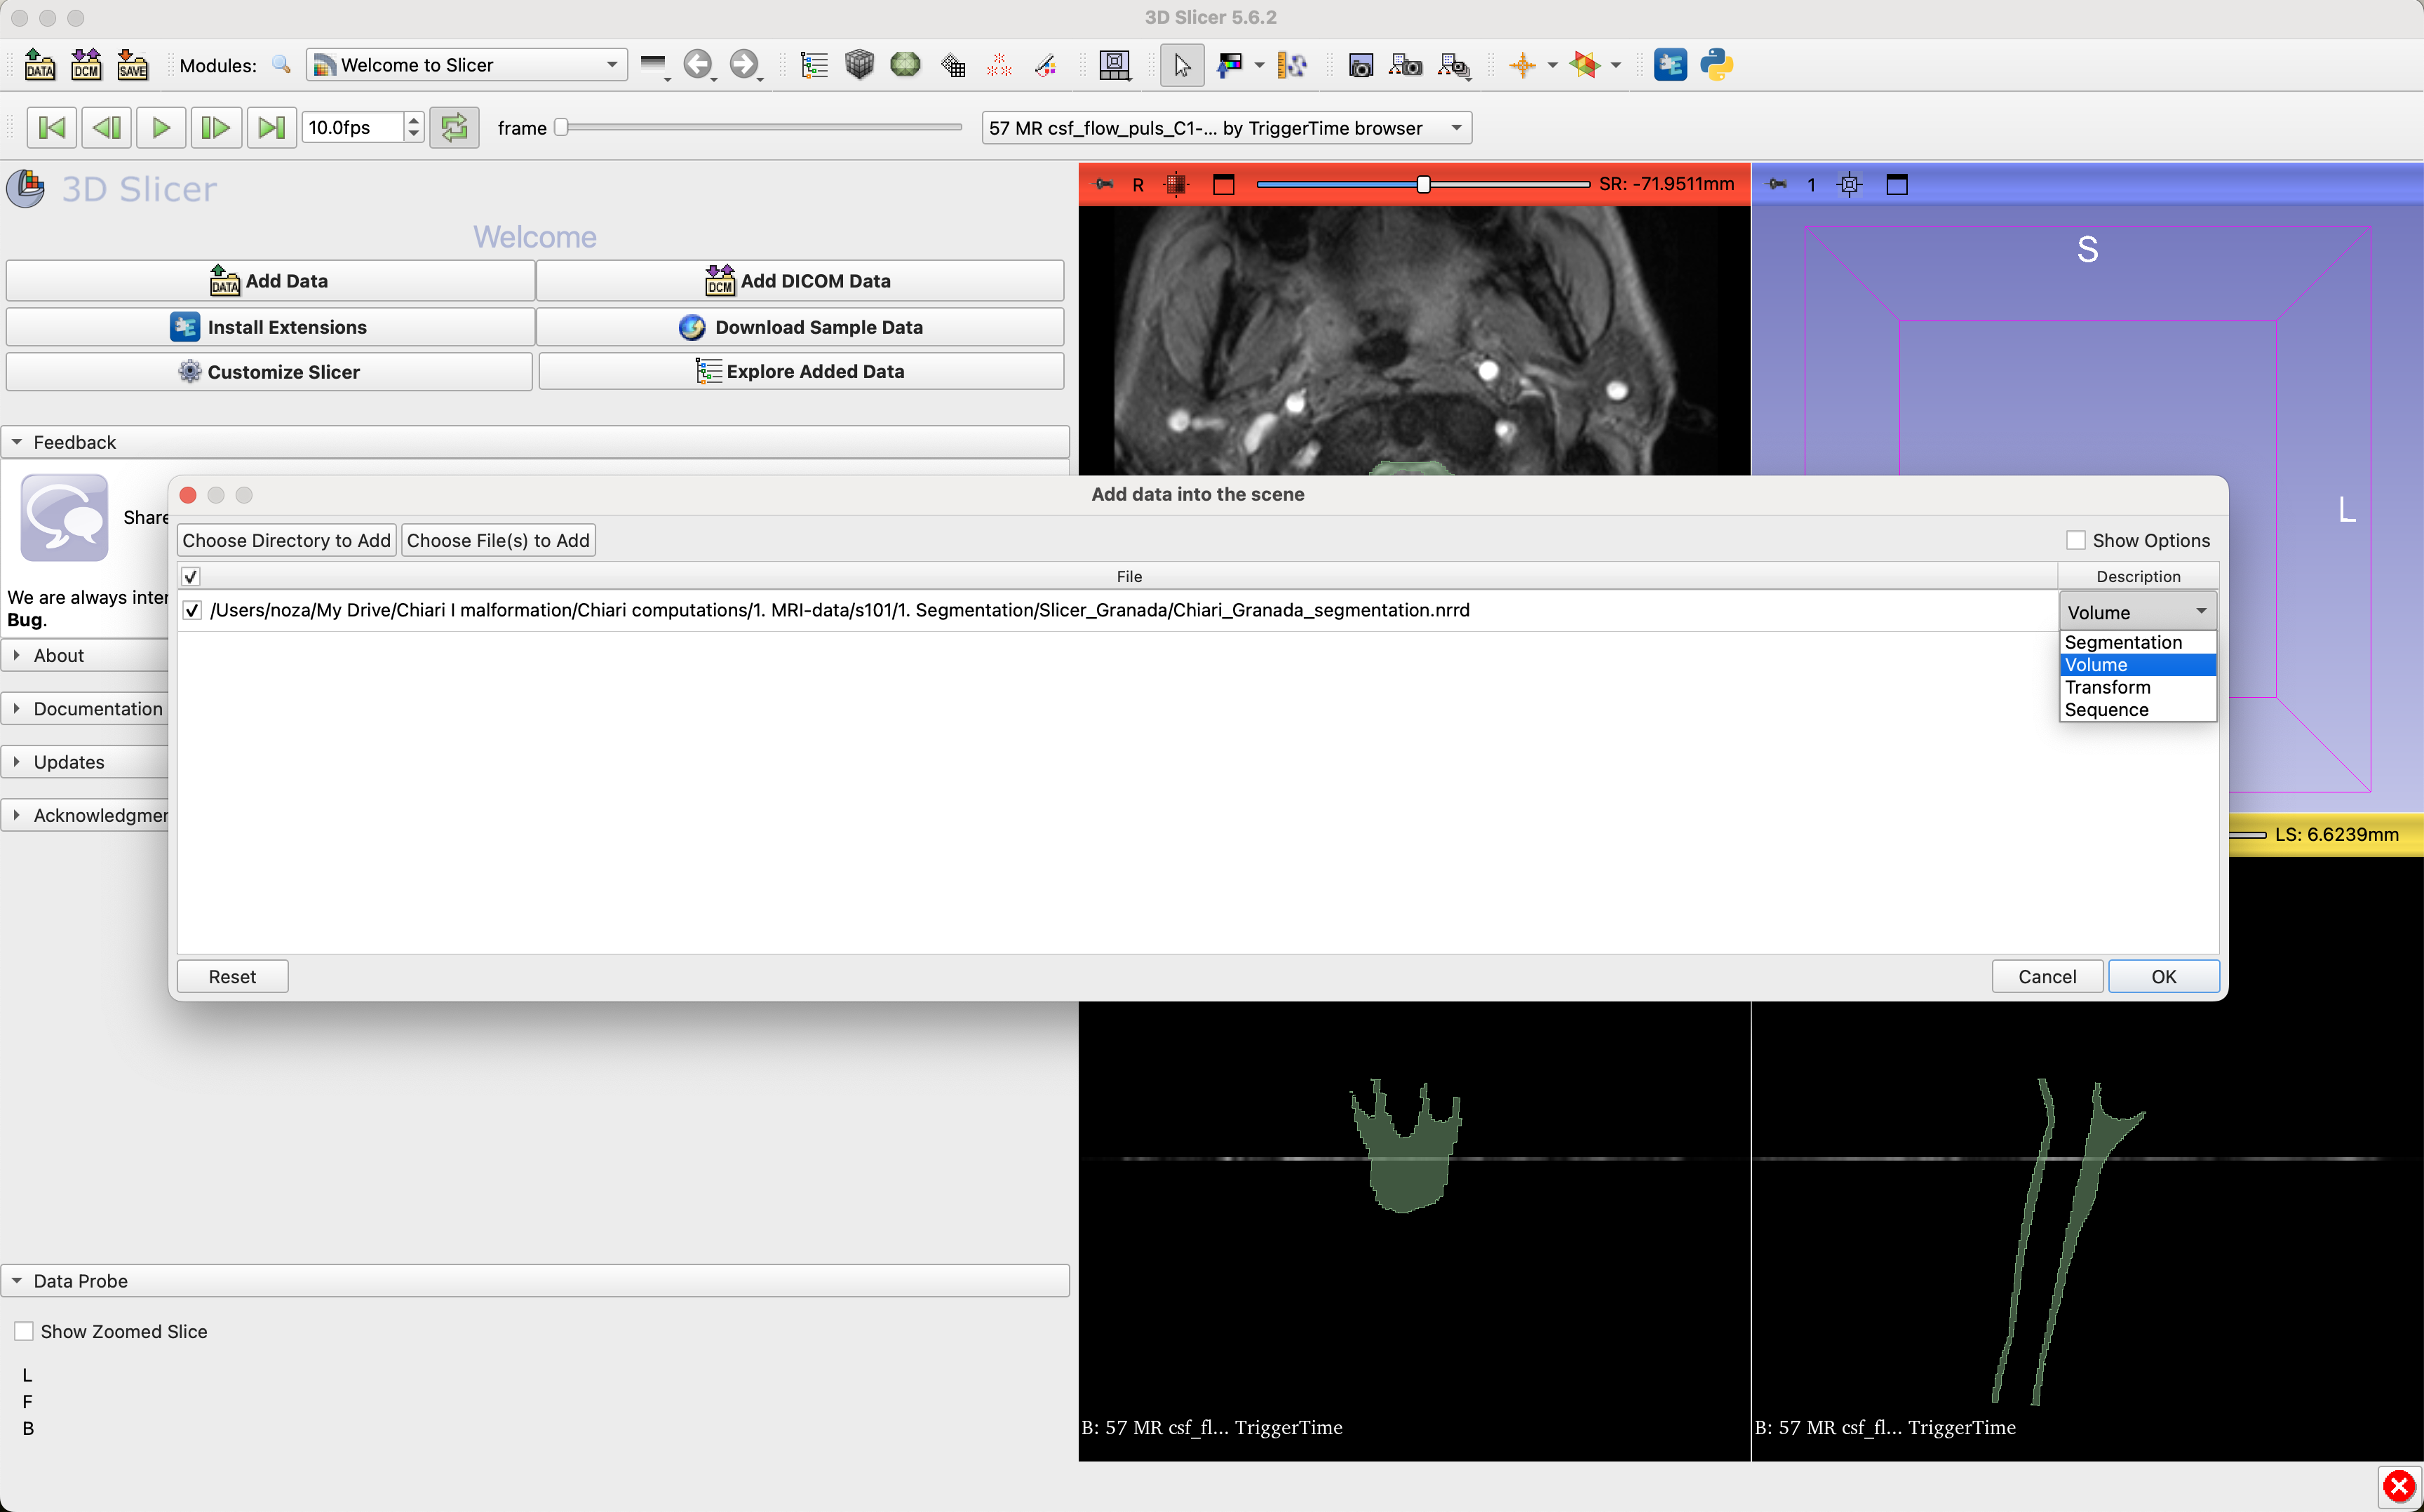 3D Slicer 5.6.2
DATA DCM SAVE Modules: Welcome to Slicer
10.0fps frame 57 MR csf_flow_puls_C1-... by TriggerTime browser
3D Slicer
R SR: -71.9511mm
1
Welcome
S
L
DATA Add Data
DCM Add DICOM Data
Install Extensions
Download Sample Data
Customize Slicer
Explore Added Data
Feedback
Share
We are always inter
Bug.
About
Documentation
Updates
Acknowledgmer
Add data into the scene
Choose Directory to Add
Choose File(s) to Add
Show Options
File
Description
/Users/noza/My Drive/Chiari I malformation/Chiari computations/1. MRI-data/s101/1. Segmentation/Slicer_Granada/Chiari_Granada_segmentation.nrrd
Volume
Segmentation
Volume
Transform
Sequence
Reset
Cancel
OK
LS: 6.6239mm
Data Probe
Show Zoomed Slice
L
F
B
B: 57 MR csf_fl... TriggerTime
B: 57 MR csf_fl... TriggerTime